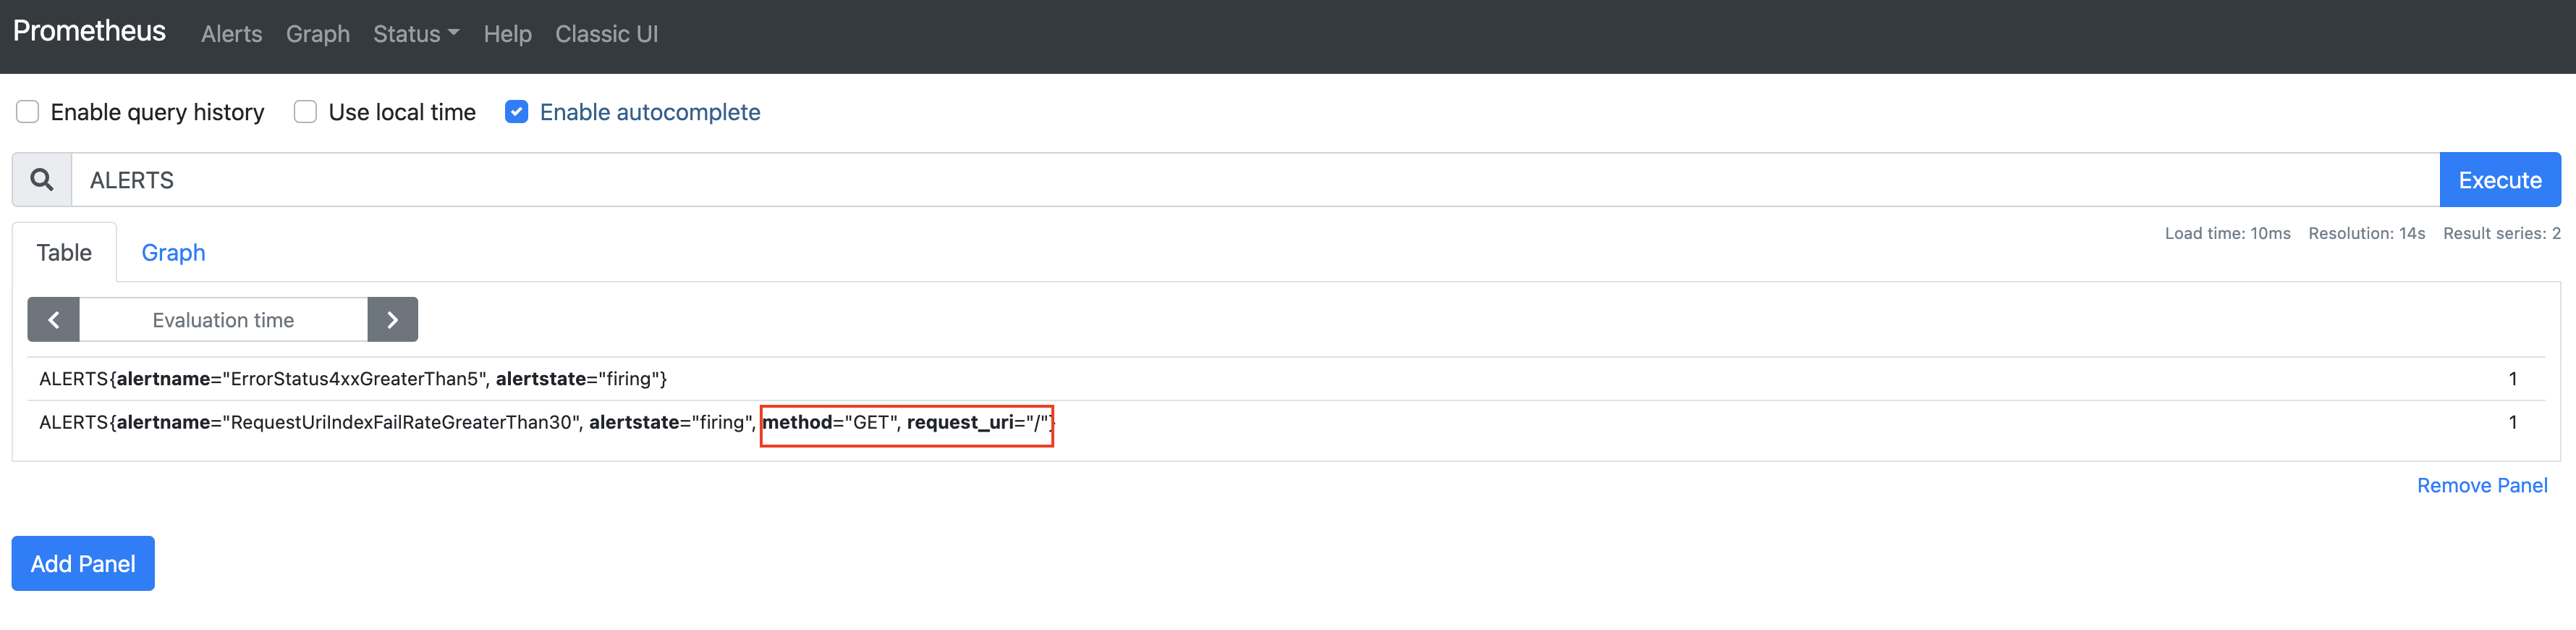 Prometheus Alerts Graph Status Help Classic UI
Enable query history Use local time Enable autocomplete
ALERTS Execute
Table Graph Load time: 10ms Resolution: 14s Result series: 2
Evaluation time
ALERTS{alertname="ErrorStatus4xxGreaterThan5", alertstate="firing"} 1
ALERTS{alertname="RequestUriIndexFailRateGreaterThan30", alertstate="firing", method="GET", request_uri="/"} 1
Remove Panel
Add Panel